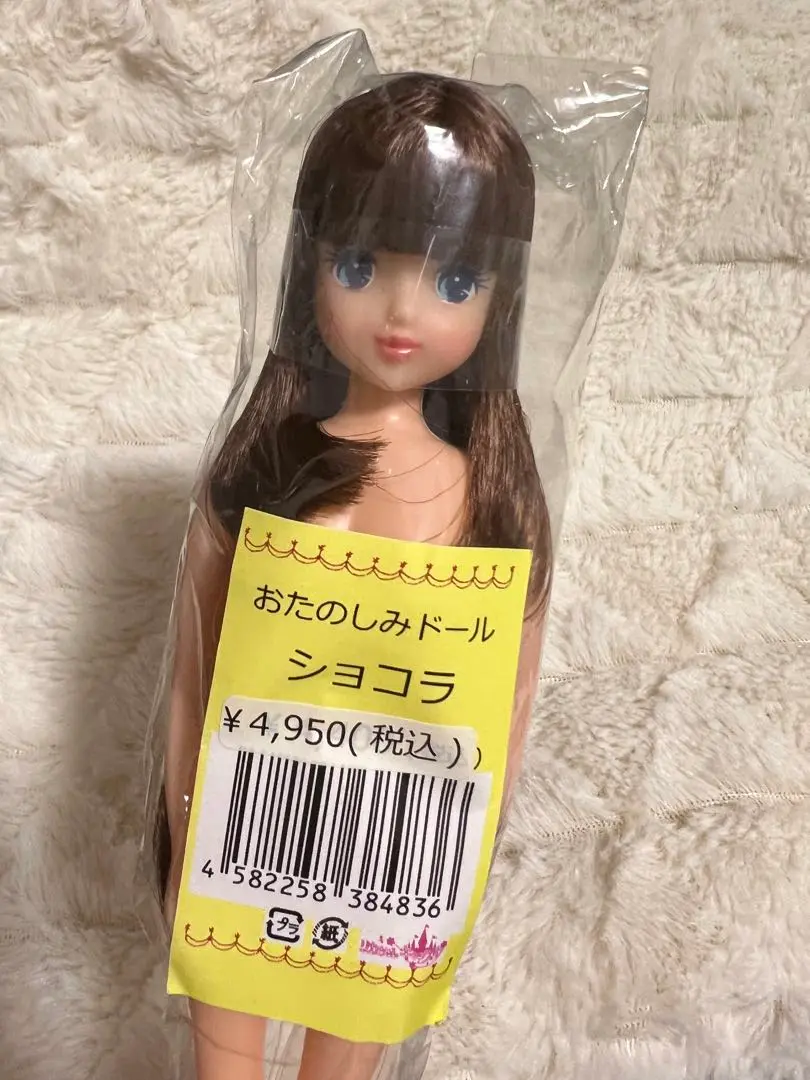 おたのしみドール
ショコラ
¥4,950(税込))
4 582258 384836
プラ 紙